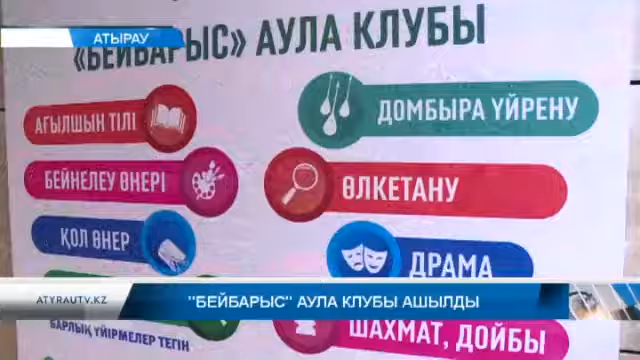 АТЫРАУ
«БЕЙБАРЫС» АУЛА КЛУБЫ
АҒЫЛШЫН ТІЛІ
ДОМБЫРА ҮЙРЕНУ
БЕЙНЕЛЕУ ӨНЕРІ
ӨЛКЕТАНУ
ҚОЛ ӨНЕР
ДРАМА
ATYRAUTV.KZ
"БЕЙБАРЫС" АУЛА КЛУБЫ АШЫЛДЫ
БАРЛЫҚ ҮЙІРМЕЛЕР ТЕГІН
ШАХМАТ, ДОЙБЫ